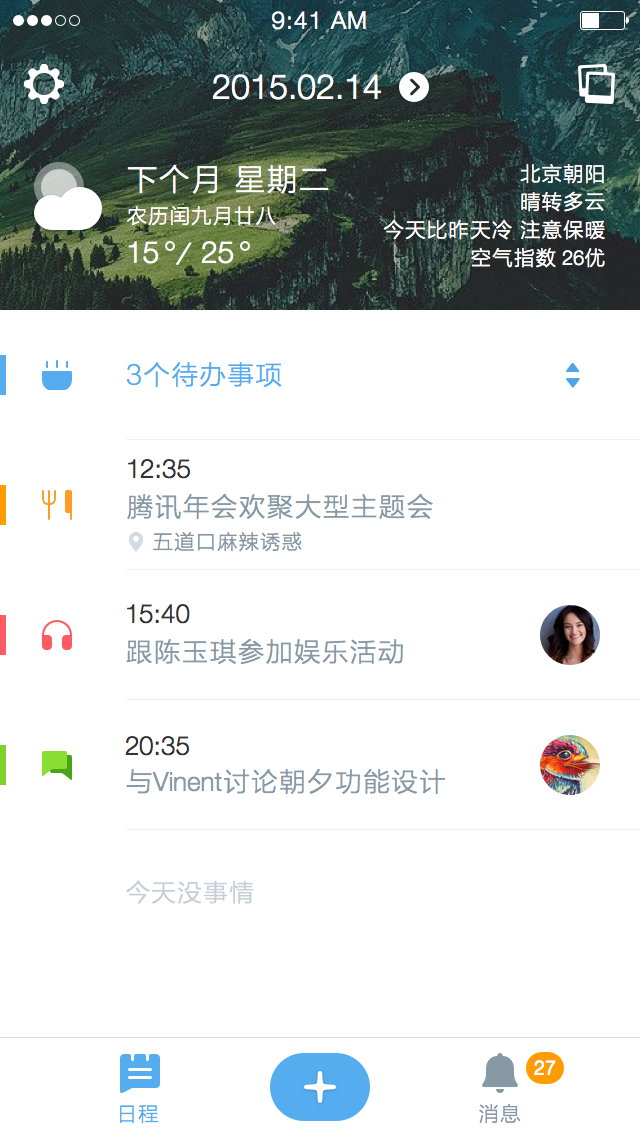 9:41 AM
2015.02.14
下个月 星期二
农历闰九月廿八
15°/ 25°
北京朝阳
晴转多云
今天比昨天冷 注意保暖
空气指数 26优
3个待办事项
12:35
腾讯年会欢聚大型主题会
五道口麻辣诱惑
15:40
跟陈玉琪参加娱乐活动
20:35
与Vinent讨论朝夕功能设计
今天没事情
日程
27
消息